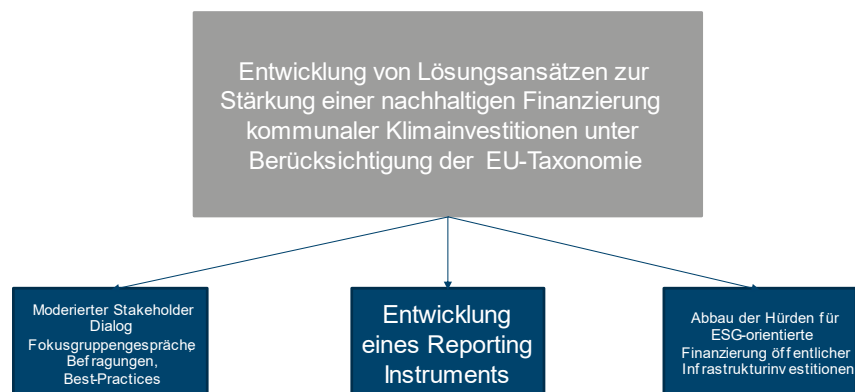 Entwicklung von Lösungsansätzen zur
Stärkung einer nachhaltigen Finanzierung
kommunaler Klimainvestitionen unter
Berücksichtigung der EU-Taxonomie
Moderierter Stakeholder
Dialog
Fokusgruppengespräche,
Befragungen,
Best-Practices
Entwicklung
eines Reporting
Instruments
Abbau der Hürden für
ESG-orientierte
Finanzierung öffentlicher
Infrastrukturinvestitionen